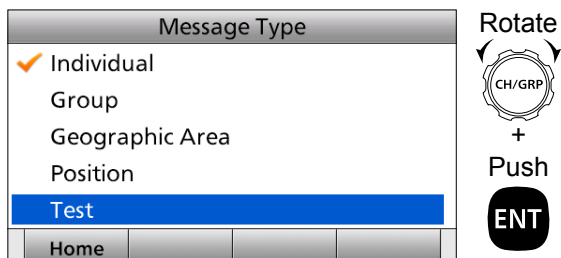 Message Type
Individual
Group
Geographic Area
Position
Test
Home
Rotate
CH/GRP
+
Push
ENT